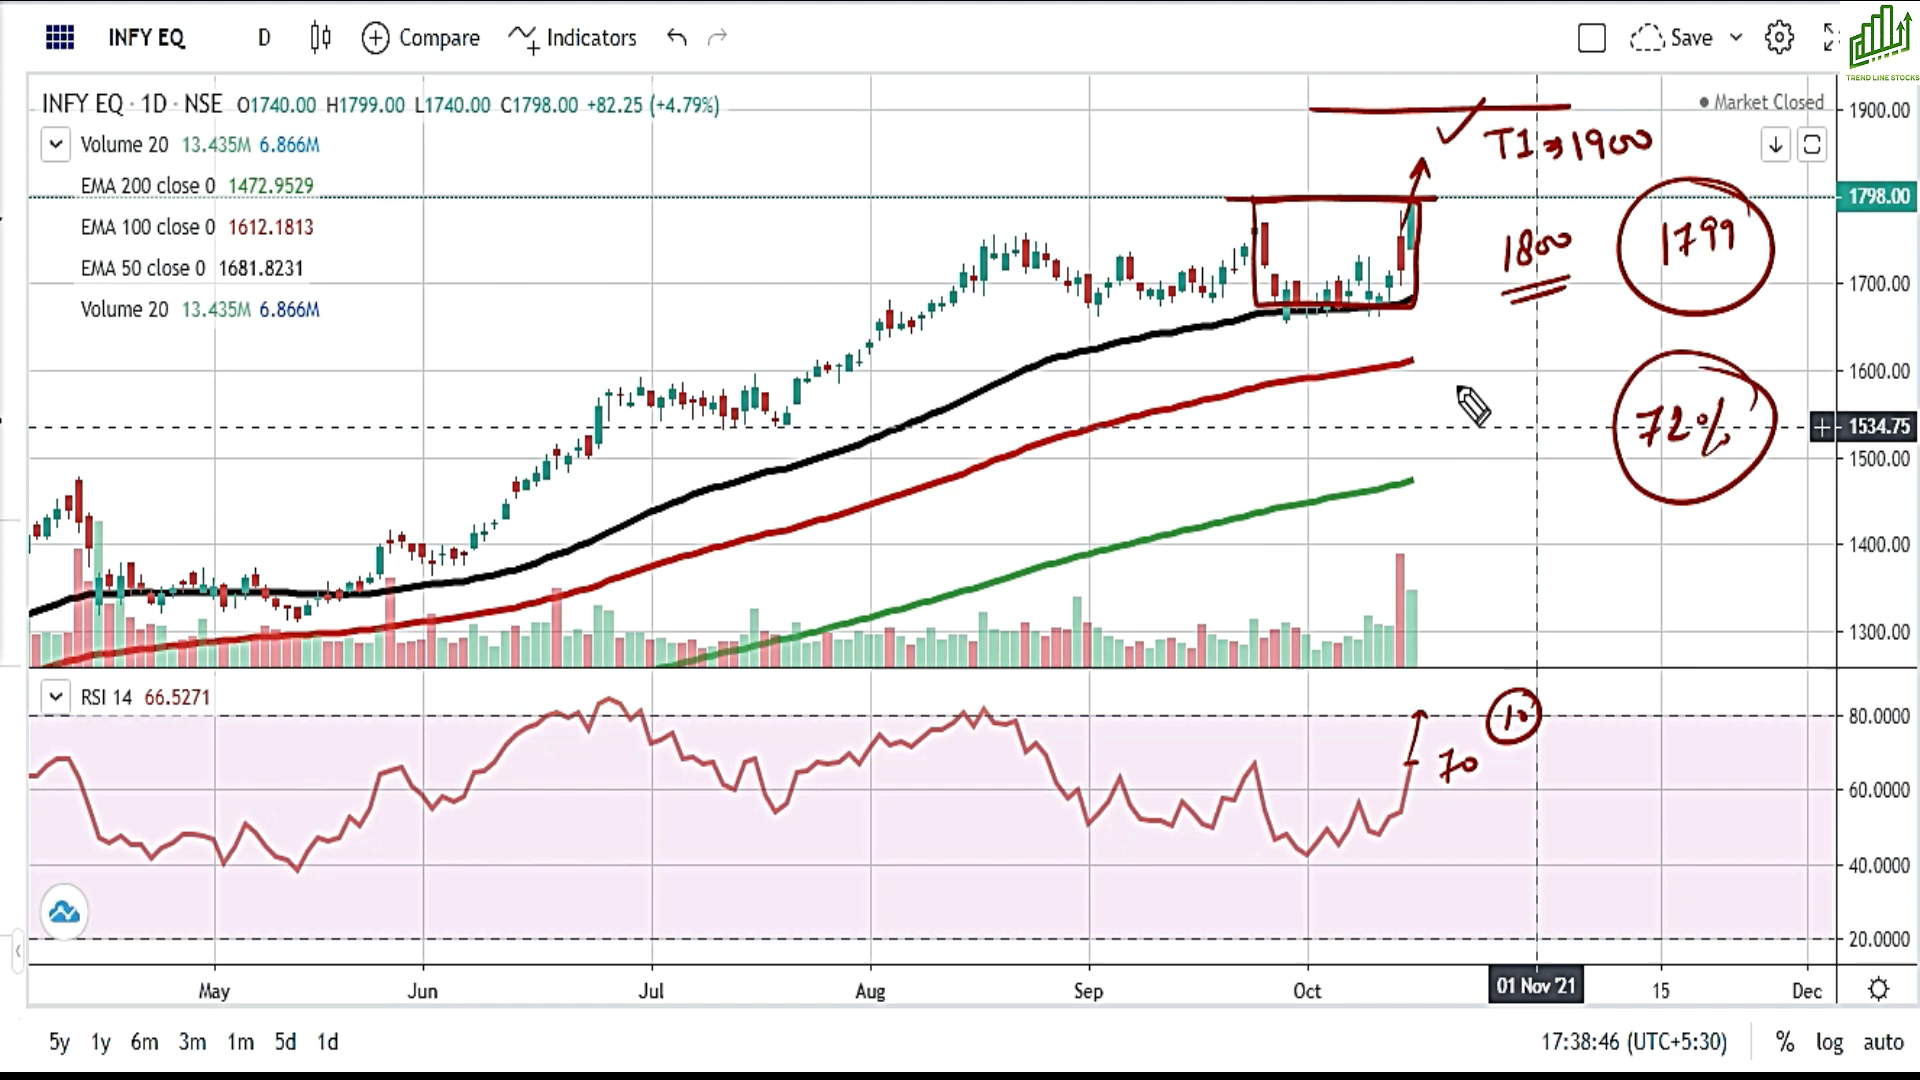 INFY EQ D Compare Indicators Save
TREND LINE STOCKS
INFY EQ · 1D · NSE O1740.00 H1799.00 L1740.00 C1798.00 +82.25 (+4.79%)
Market Closed
Volume 20 13.435M 6.866M
EMA 200 close 0 1472.9529
EMA 100 close 0 1612.1813
EMA 50 close 0 1681.8231
Volume 20 13.435M 6.866M
T1 ⇒ 1900
1800
1799
72%
1900.00
1798.00
1700.00
1600.00
1534.75
1500.00
1400.00
1300.00
RSI 14 66.5271
70
10
80.0000
60.0000
40.0000
20.0000
May Jun Jul Aug Sep Oct 01 Nov '21 15 Dec
5y 1y 6m 3m 1m 5d 1d
17:38:46 (UTC+5:30) % log auto